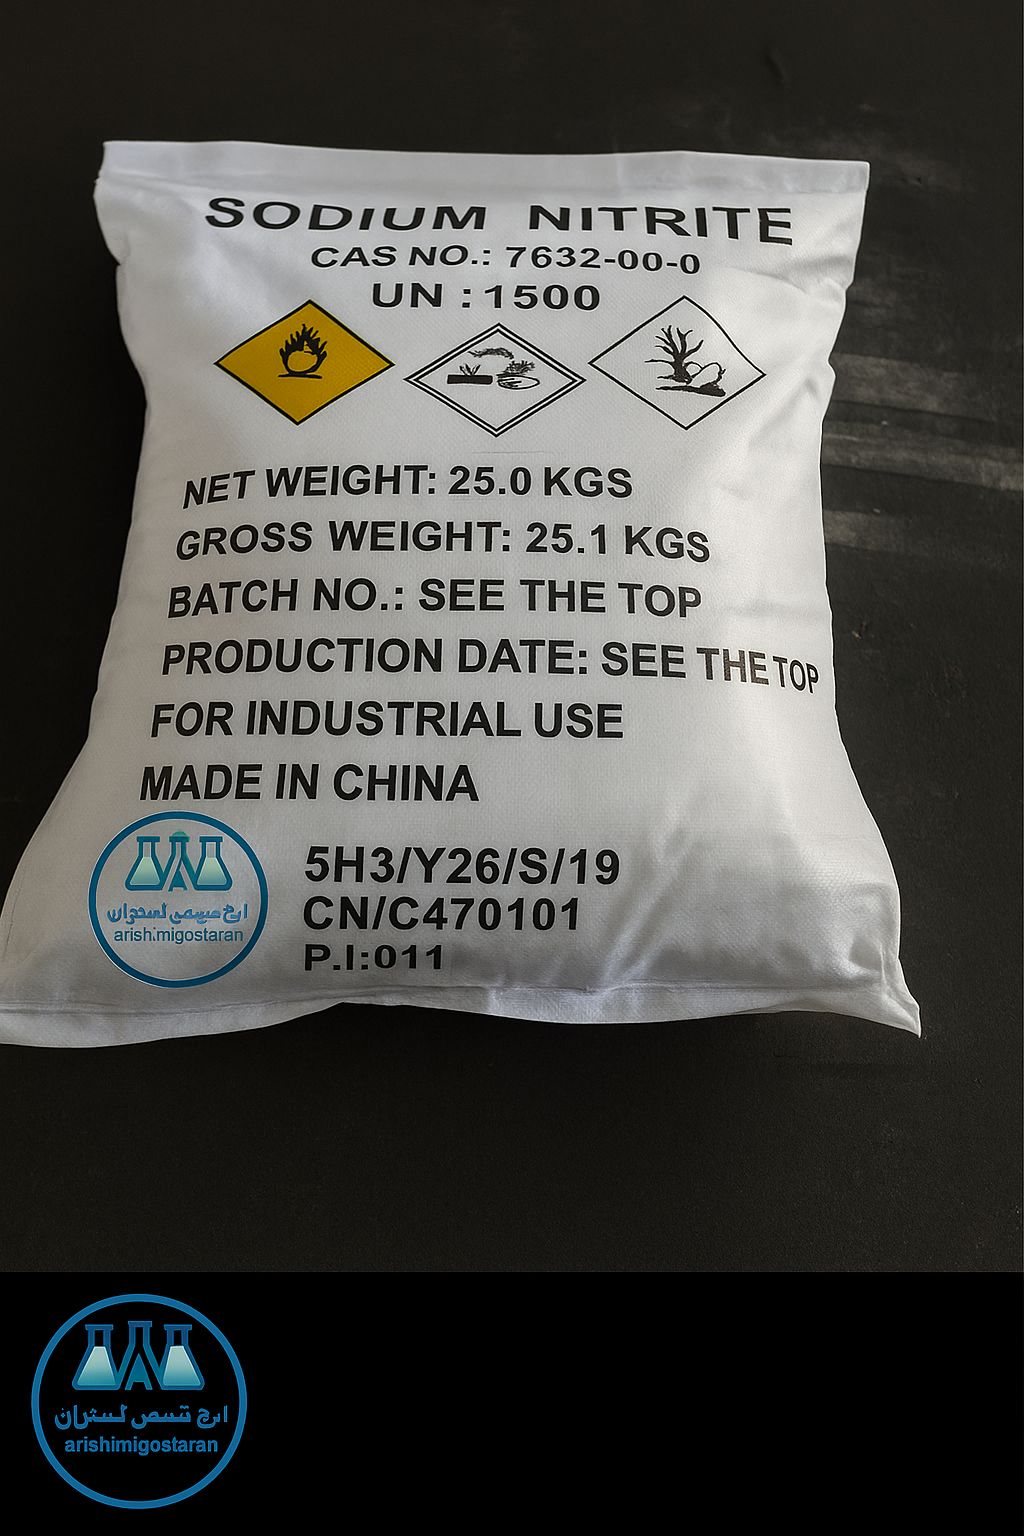 SODIUM NITRITE
CAS NO.: 7632-00-0
UN : 1500
NET WEIGHT: 25.0 KGS
GROSS WEIGHT: 25.1 KGS
BATCH NO.: SEE THE TOP
PRODUCTION DATE: SEE THE TOP
FOR INDUSTRIAL USE
MADE IN CHINA
5H3/Y26/S/19
CN/C470101
P.I:011
arishimigostaran
arishimigostaran